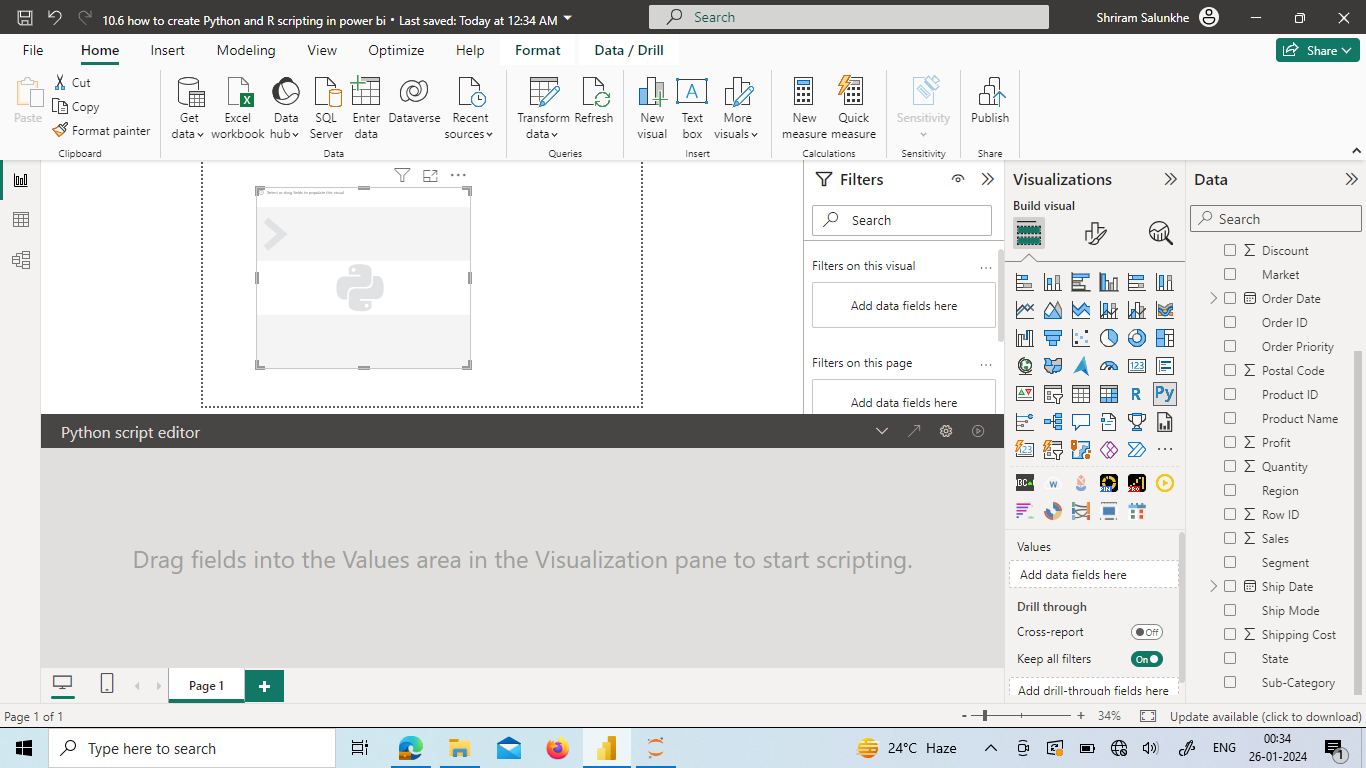 10.6 how to create Python and R scripting in power bi • Last saved: Today at 12:34 AM
Search
Shriram Salunkhe
File Home Insert Modeling View Optimize Help Format Data / Drill
Share
Paste
Cut
Copy
Format painter
Clipboard
Get data
Excel workbook
Data hub
SQL Server
Enter data
Dataverse
Recent sources
Data
Transform data
Refresh
Queries
New visual
Text box
More visuals
Insert
New measure
Quick measure
Calculations
Sensitivity
Sensitivity
Publish
Share
Select or drag fields to populate this visual
Filters
Search
Filters on this visual
Add data fields here
Filters on this page
Add data fields here
Visualizations
Build visual
R
Py
Values
Add data fields here
Drill through
Cross-report Off
Keep all filters On
Add drill-through fields here
Data
Search
Discount
Market
Order Date
Order ID
Order Priority
Postal Code
Product ID
Product Name
Profit
Quantity
Region
Row ID
Sales
Segment
Ship Date
Ship Mode
Shipping Cost
State
Sub-Category
Python script editor
Drag fields into the Values area in the Visualization pane to start scripting.
Page 1
Page 1 of 1
- + 34%
Update available (click to download)
Type here to search
24°C Haze
ENG
00:34
26-01-2024
1